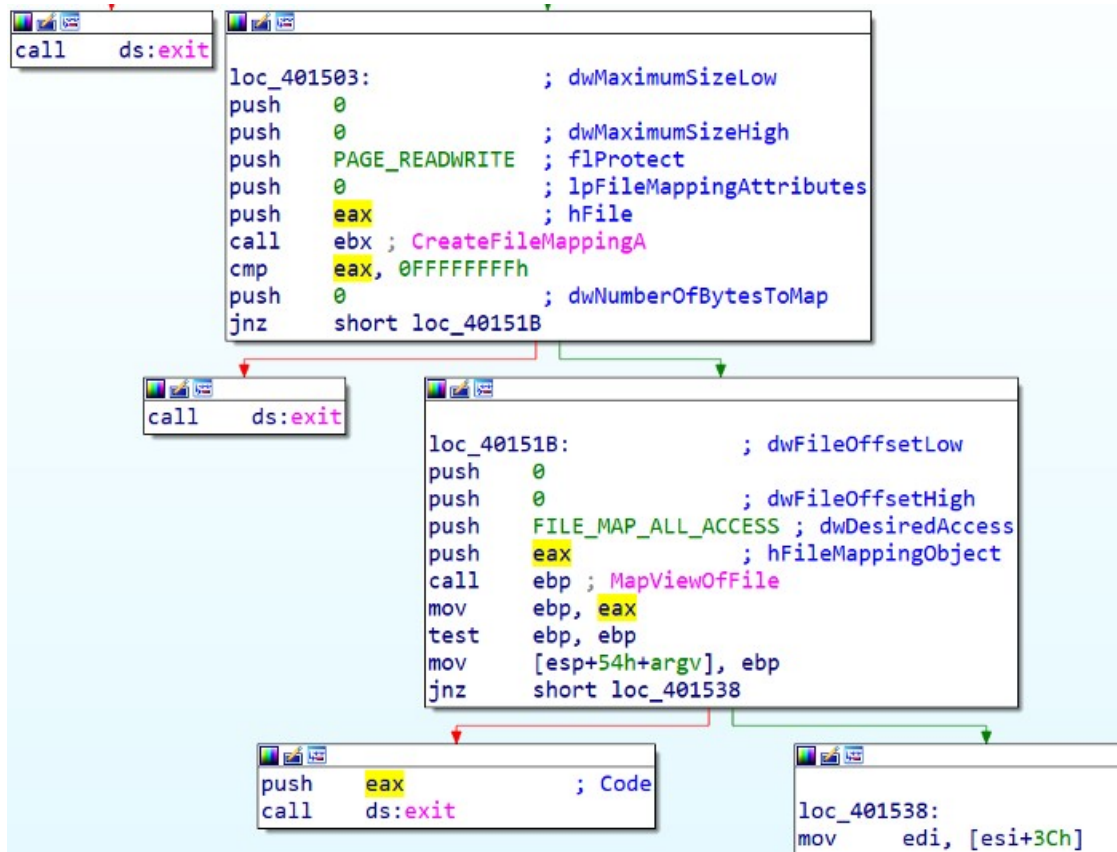 call ds:exit
loc_401503: ; dwMaximumSizeLow
push 0
push 0 ; dwMaximumSizeHigh
push PAGE_READWRITE ; flProtect
push 0 ; lpFileMappingAttributes
push eax ; hFile
call ebx ; CreateFileMappingA
cmp eax, 0FFFFFFFFh
push 0 ; dwNumberOfBytesToMap
jnz short loc_40151B
call ds:exit
loc_40151B: ; dwFileOffsetLow
push 0
push 0 ; dwFileOffsetHigh
push FILE_MAP_ALL_ACCESS ; dwDesiredAccess
push eax ; hFileMappingObject
call ebp ; MapViewOfFile
mov ebp, eax
test ebp, ebp
mov [esp+54h+argv], ebp
jnz short loc_401538
push eax ; Code
call ds:exit
loc_401538:
mov edi, [esi+3Ch]